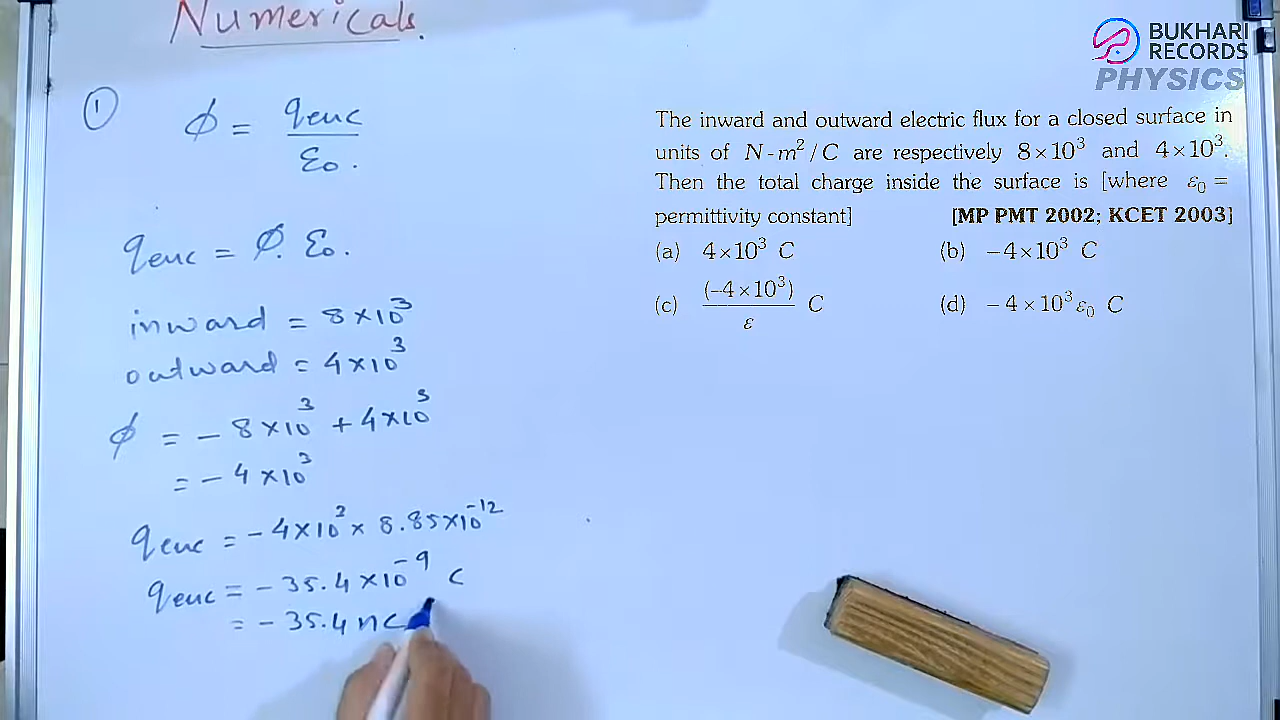 Numericals.
BUKHARI
RECORDS
PHYSICS
① ϕ = qenc / ε₀.
qenc = ϕ. ε₀.
inward = 8×10³
outward = 4×10³
ϕ = − 8×10³ + 4×10³
= − 4×10³
qenc = − 4×10³ × 8.85×10⁻¹²
qenc = − 35.4×10⁻⁹ C
= − 35.4 nC
The inward and outward electric flux for a closed surface in
units of N-m²/C are respectively 8×10³ and 4×10³.
Then the total charge inside the surface is [where ε₀ =
permittivity constant] [MP PMT 2002; KCET 2003]
(a) 4×10³ C (b) −4×10³ C
(c) (−4×10³) / ε C (d) −4×10³ε₀ C